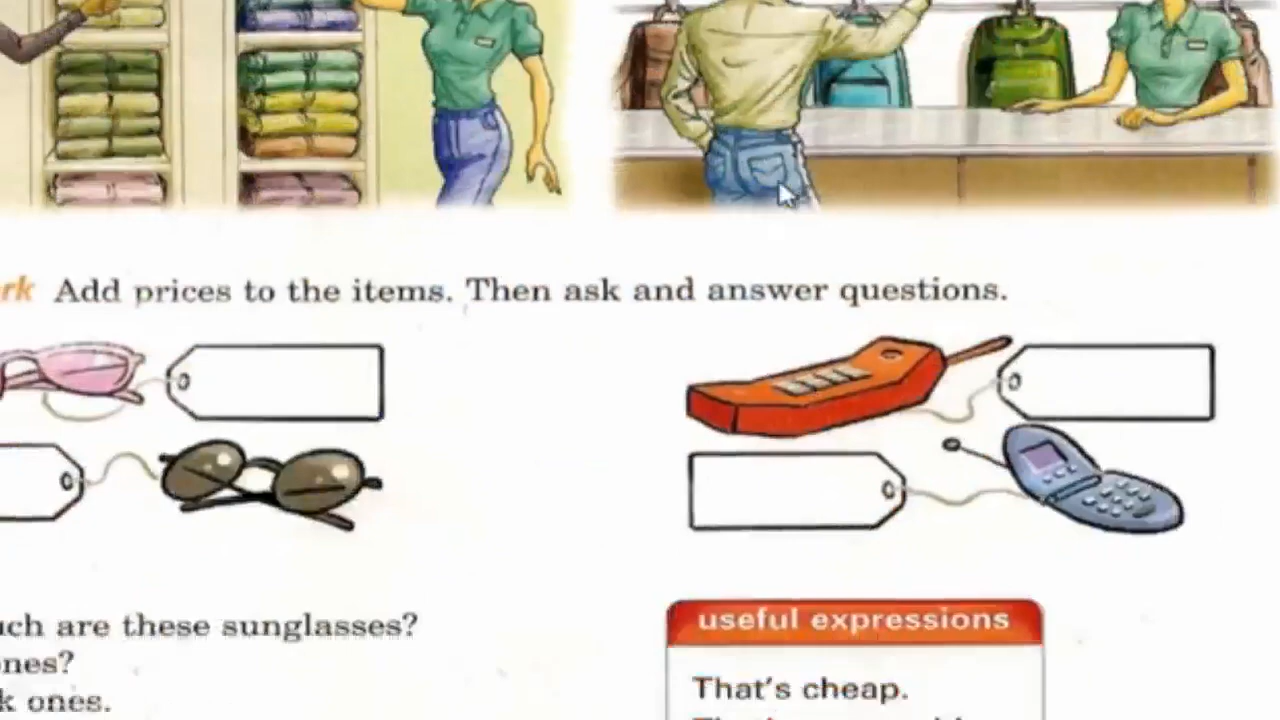 rk Add prices to the items. Then ask and answer questions.
uch are these sunglasses?
ones?
k ones.
useful expressions
That's cheap.